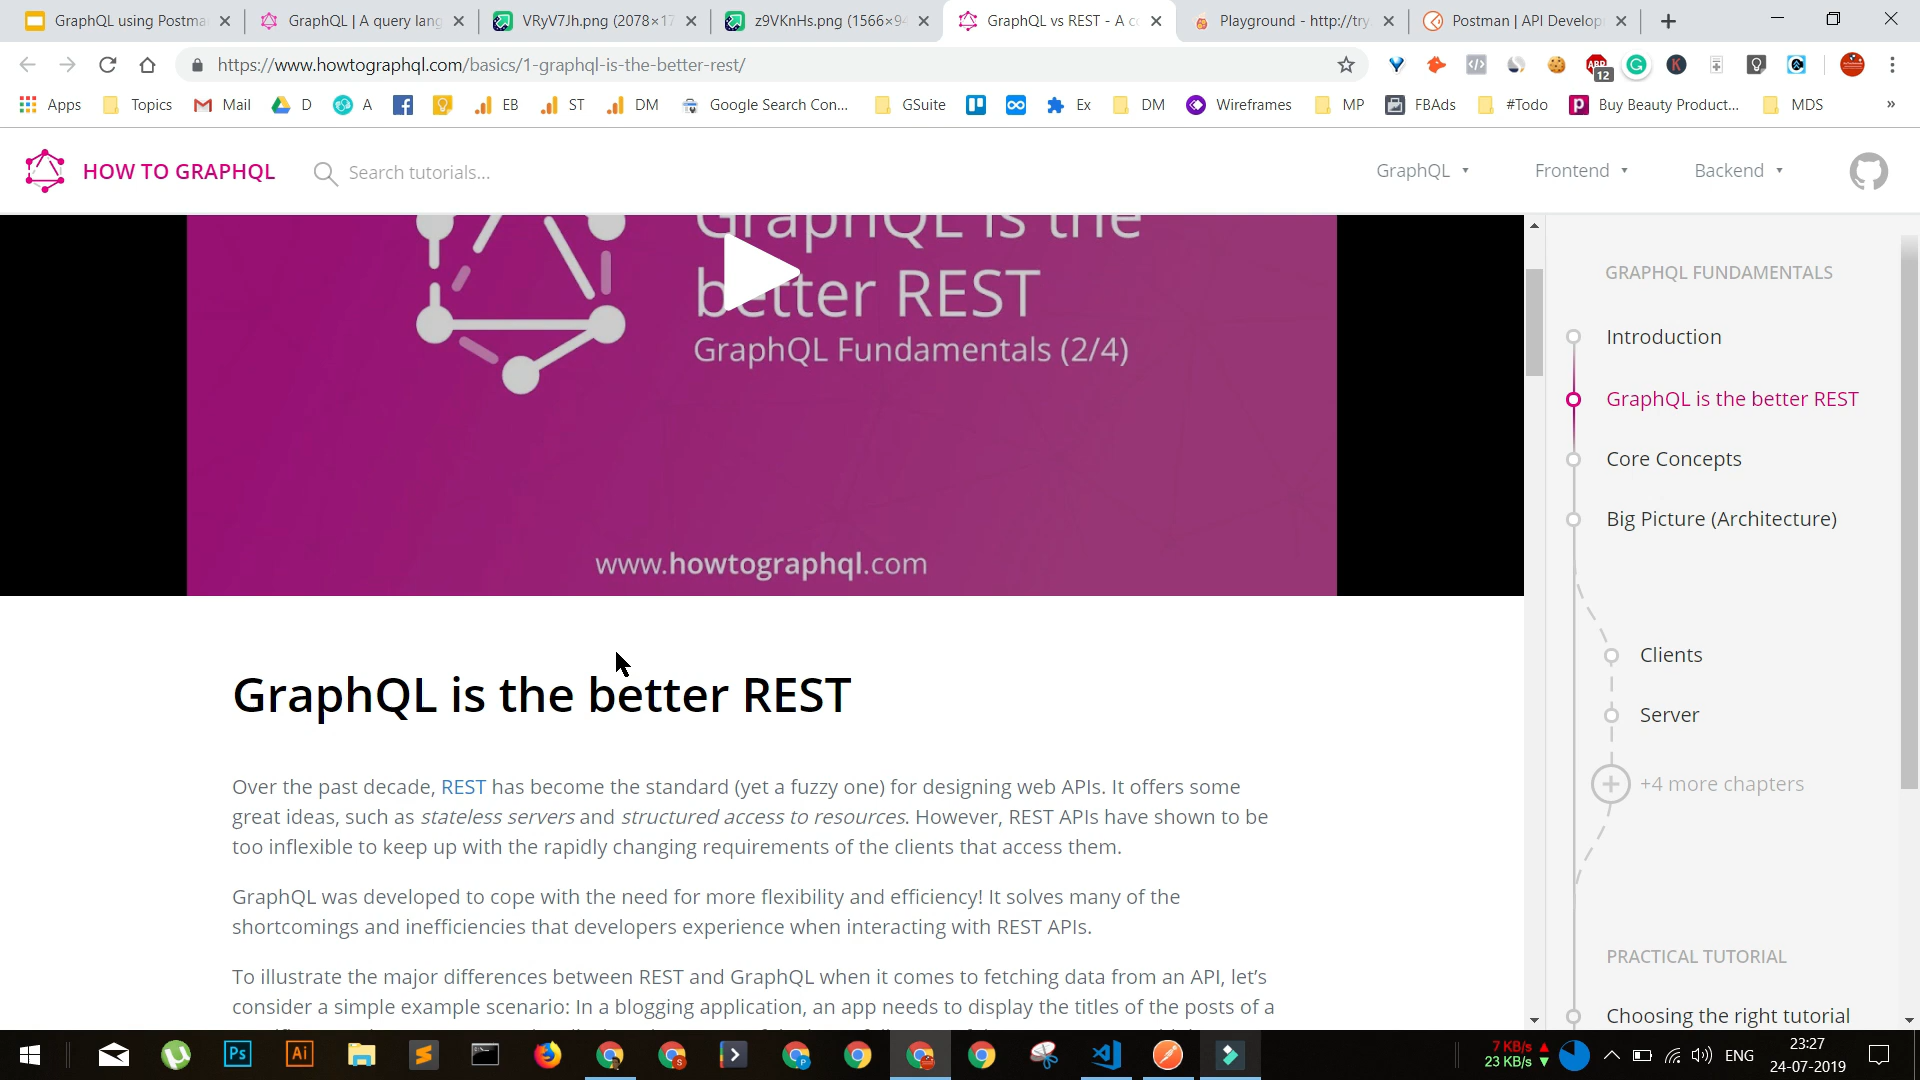 GraphQL using Postma
GraphQL | A query lang
VRyV7Jh.png (2078×17
z9VKnHs.png (1566×94
GraphQL vs REST - A co
Playground - http://try
Postman | API Develop
https://www.howtographql.com/basics/1-graphql-is-the-better-rest/
ABP
12
Apps
Topics
Mail
D
A
EB
ST
DM
Google Search Con...
GSuite
Ex
DM
Wireframes
MP
FBAds
#Todo
Buy Beauty Product...
MDS
»
HOW TO GRAPHQL
Search tutorials...
GraphQL
Frontend
Backend
GraphQL is the
better REST
GraphQL Fundamentals (2/4)
www.howtographql.com
GraphQL is the better REST
Over the past decade, REST has become the standard (yet a fuzzy one) for designing web APIs. It offers some
great ideas, such as stateless servers and structured access to resources. However, REST APIs have shown to be
too inflexible to keep up with the rapidly changing requirements of the clients that access them.
GraphQL was developed to cope with the need for more flexibility and efficiency! It solves many of the
shortcomings and inefficiencies that developers experience when interacting with REST APIs.
To illustrate the major differences between REST and GraphQL when it comes to fetching data from an API, let's
consider a simple example scenario: In a blogging application, an app needs to display the titles of the posts of a
GRAPHQL FUNDAMENTALS
Introduction
GraphQL is the better REST
Core Concepts
Big Picture (Architecture)
Clients
Server
+4 more chapters
PRACTICAL TUTORIAL
Choosing the right tutorial
Ps
Ai
7 KB/s
23 KB/s
ENG
23:27
24-07-2019